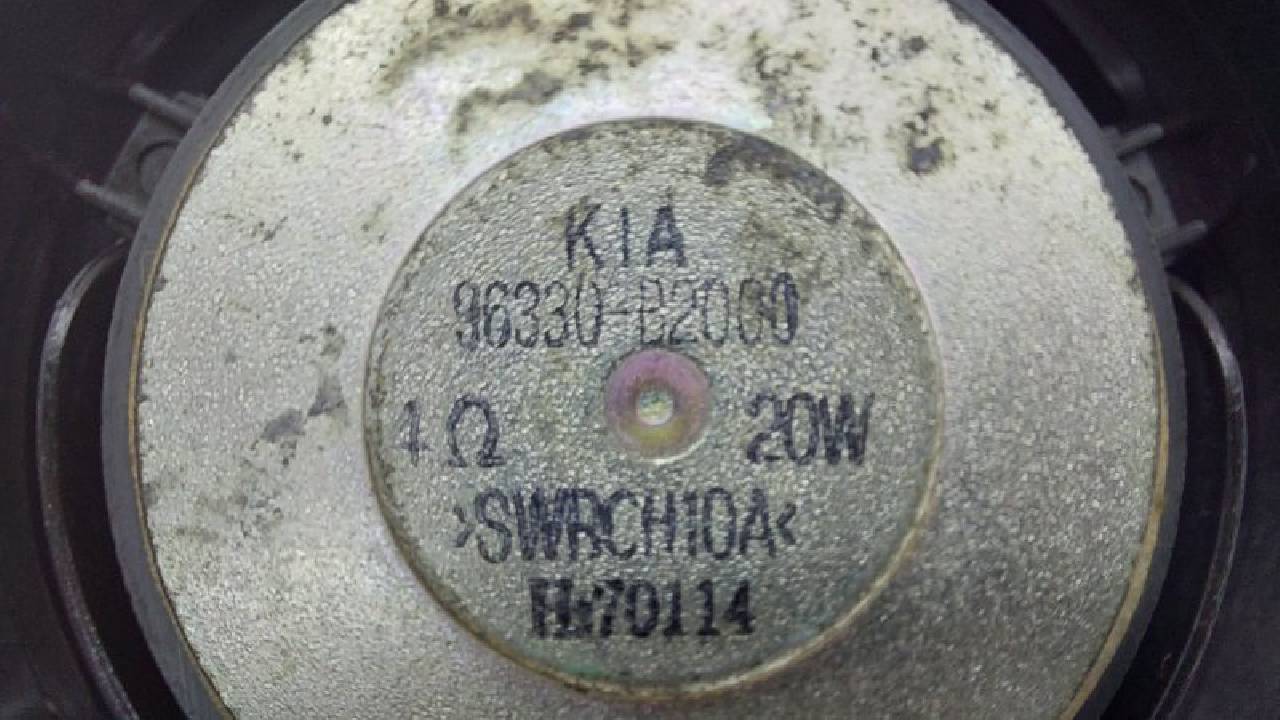 KIA
96330-B2000
4Ω 20W
>SWRCH10A<